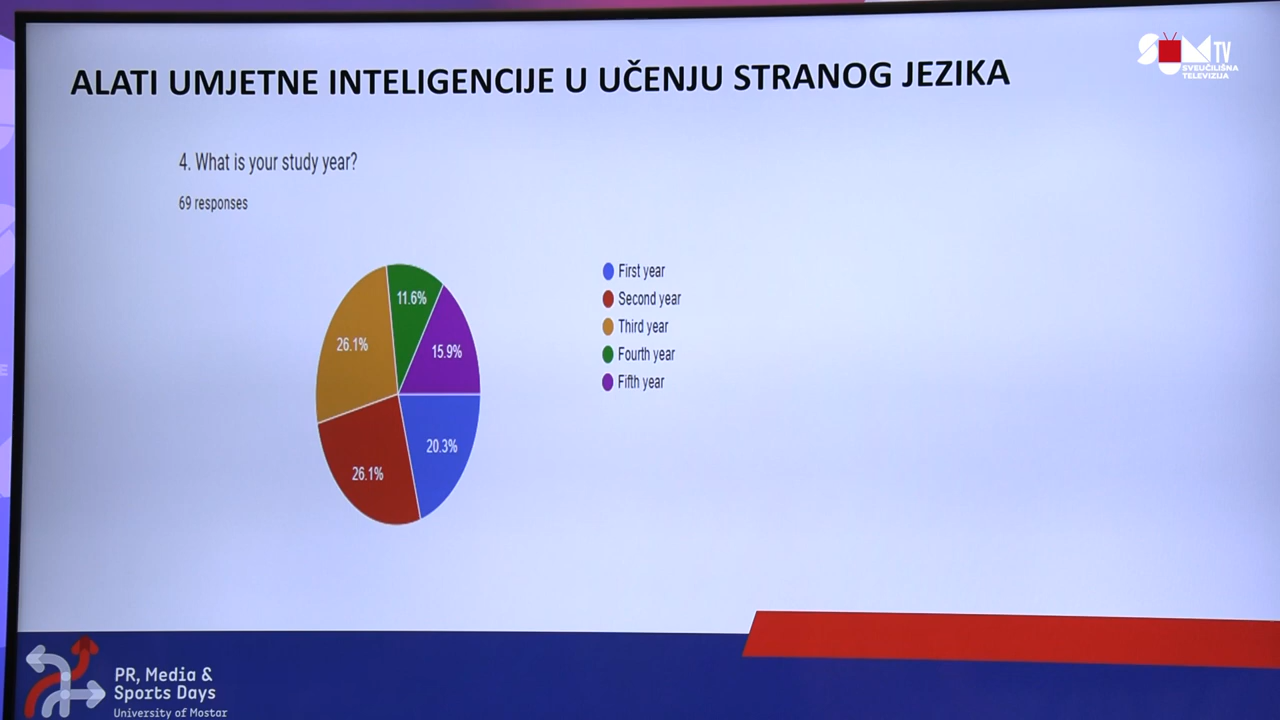 SUM TV
SVEUČILIŠNA
TELEVIZIJA
ALATI UMJETNE INTELIGENCIJE U UČENJU STRANOG JEZIKA
4. What is your study year?
69 responses
First year
Second year
Third year
Fourth year
Fifth year
11.6%
26.1%
15.9%
20.3%
26.1%
PR, Media &
Sports Days
University of Mostar